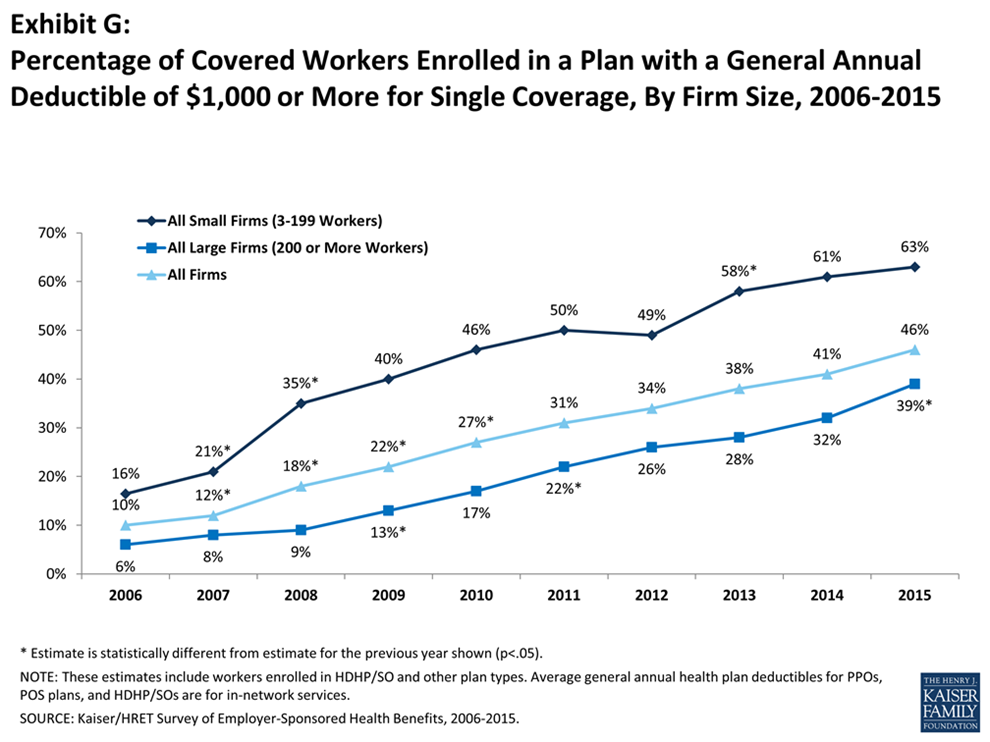 Exhibit G:
Percentage of Covered Workers Enrolled in a Plan with a General Annual
Deductible of $1,000 or More for Single Coverage, By Firm Size, 2006-2015
All Small Firms (3-199 Workers)
All Large Firms (200 or More Workers)
All Firms
70%
60%
50%
40%
30%
20%
10%
0%
16%
21%*
35%*
40%
46%
50%
49%
58%*
61%
63%
10%
12%*
18%*
22%*
27%*
31%
34%
38%
41%
46%
6%
8%
9%
13%*
17%
22%*
26%
28%
32%
39%*
2006 2007 2008 2009 2010 2011 2012 2013 2014 2015
* Estimate is statistically different from estimate for the previous year shown (p<.05).
NOTE: These estimates include workers enrolled in HDHP/SO and other plan types. Average general annual health plan deductibles for PPOs,
POS plans, and HDHP/SOs are for in-network services.
SOURCE: Kaiser/HRET Survey of Employer-Sponsored Health Benefits, 2006-2015.
THE HENRY J.
KAISER
FAMILY
FOUNDATION